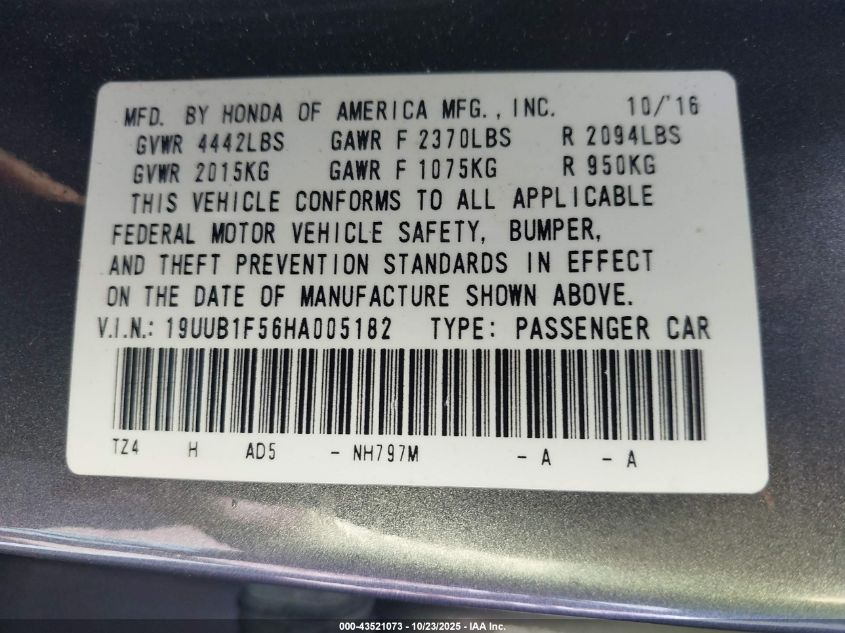 MFD. BY HONDA OF AMERICA MFG., INC. 10/'16
GVWR 4442LBS GAWR F 2370LBS R 2094LBS
GVWR 2015KG GAWR F 1075KG R 950KG
THIS VEHICLE CONFORMS TO ALL APPLICABLE
FEDERAL MOTOR VEHICLE SAFETY, BUMPER,
AND THEFT PREVENTION STANDARDS IN EFFECT
ON THE DATE OF MANUFACTURE SHOWN ABOVE.
V.I.N.: 19UUB1F56HA005182 TYPE: PASSENGER CAR
TZ4 H AD5 - NH797M - A - A
000-43521073 - 10/23/2025 - IAA Inc.